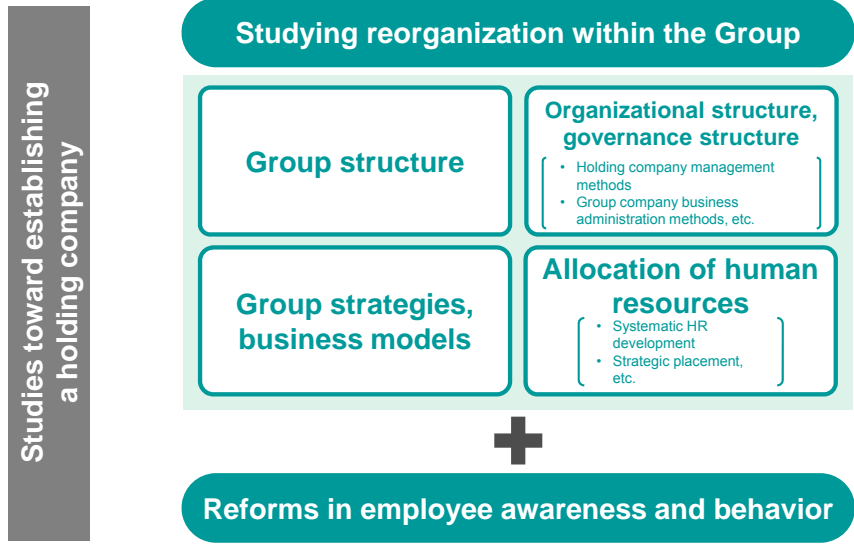 Studies toward establishing
a holding company
Studying reorganization within the Group
Group structure
Organizational structure,
governance structure
• Holding company management
methods
• Group company business
administration methods, etc.
Group strategies,
business models
Allocation of human
resources
• Systematic HR
development
• Strategic placement,
etc.
Reforms in employee awareness and behavior